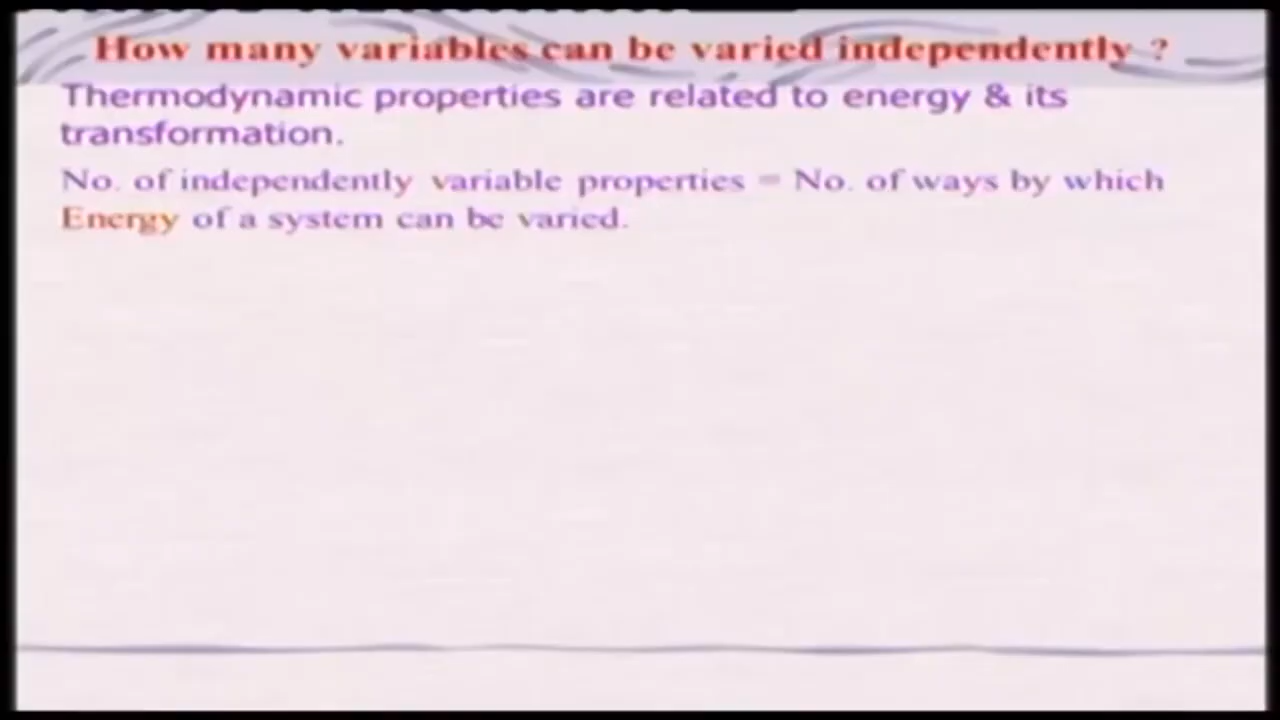 How many variables can be varied independently ?
Thermodynamic properties are related to energy & its
transformation.
No. of independently variable properties = No. of ways by which
Energy of a system can be varied.